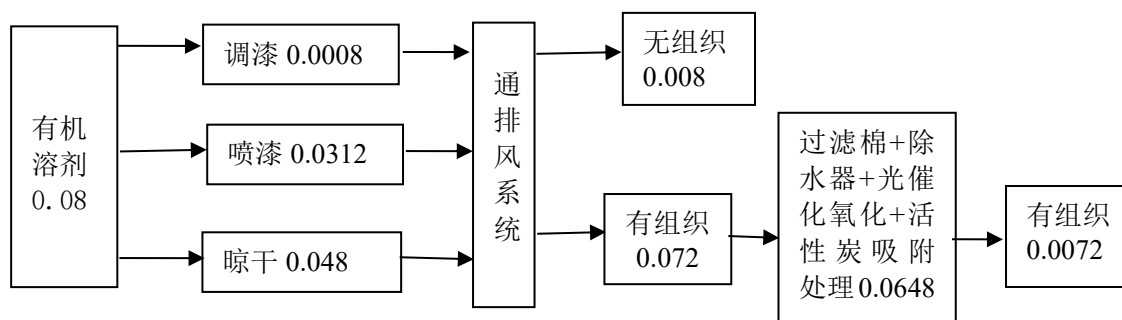 有机
溶剂
0.08
调漆 0.0008
喷漆 0.0312
晾干 0.048
通
排
风
系
统
无组织
0.008
有组织
0.072
过滤棉+除
水器+光催
化氧化+活
性炭吸附
处理0.0648
有组织
0.0072